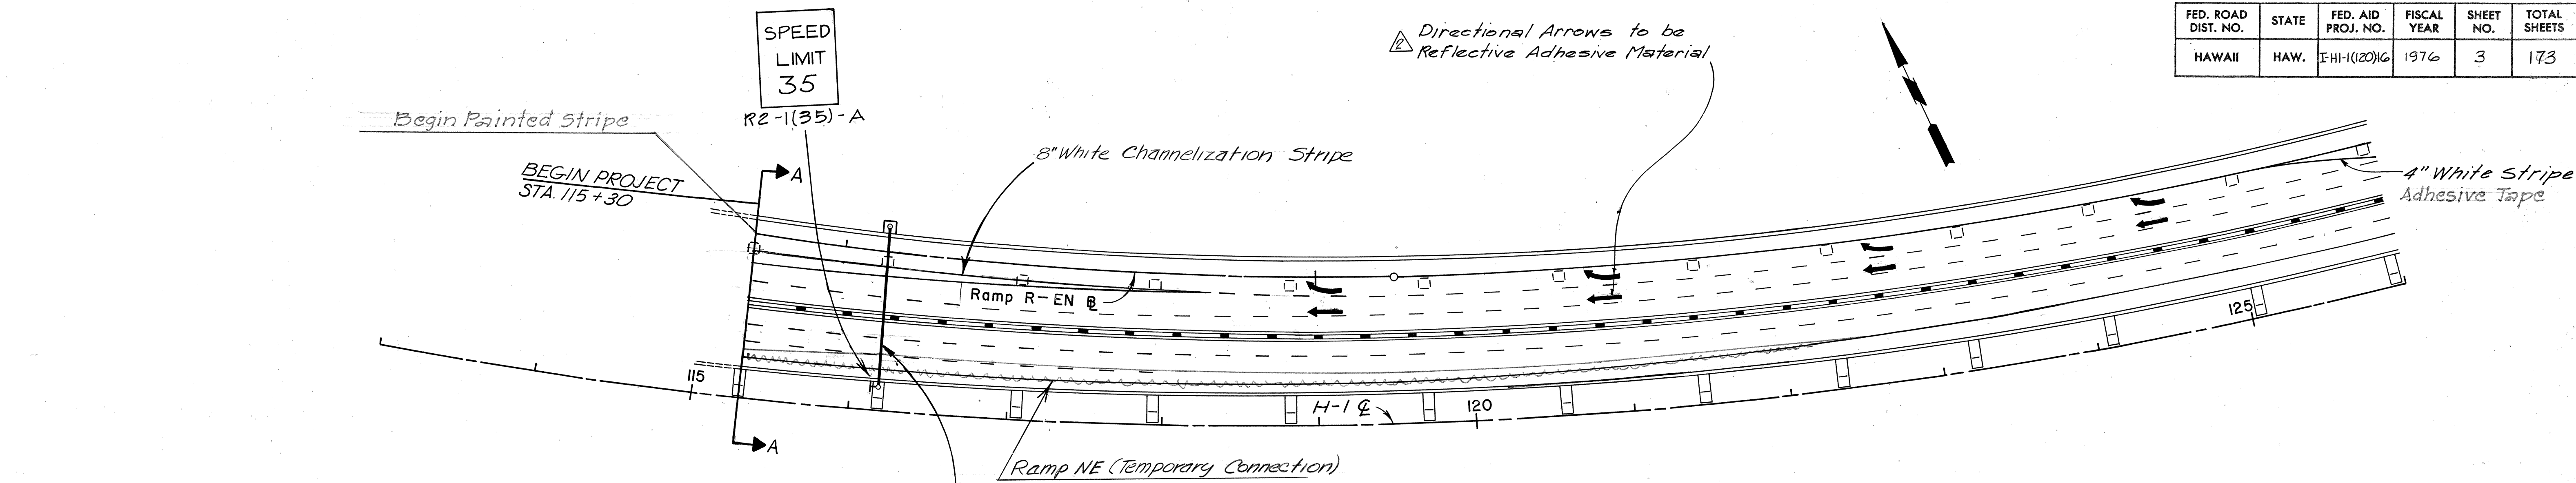 FED. ROAD DIST. NO. STATE FED. AID PROJ. NO. FISCAL YEAR SHEET NO. TOTAL SHEETS
HAWAII HAW. I-H1-1(120)16 1976 3 173
SPEED
LIMIT
35
R2-1(35)-A
2 Directional Arrows to be
Reflective Adhesive Material
Begin Painted Stripe
BEGIN PROJECT
STA. 115+30
A
8" White Channelization Stripe
4" White Stripe
Adhesive Tape
Ramp R-EN B
125
115
H-1 ℄
120
A
Ramp NE (Temporary Connection)